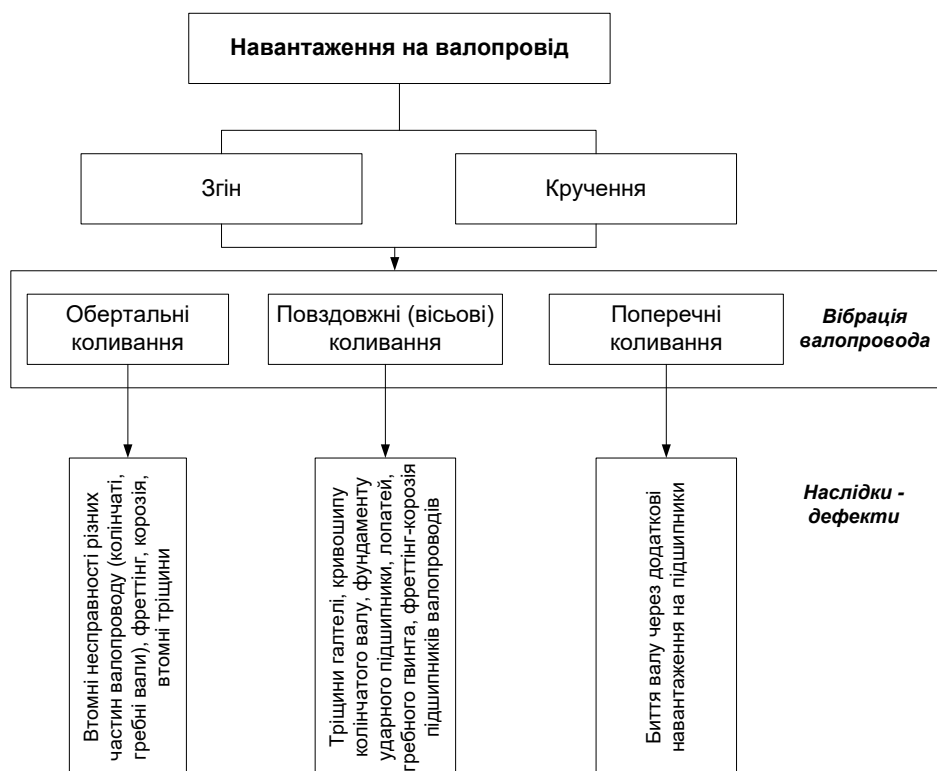 Навантаження на валопровід
Згін
Кручення
Обертальні
коливання
Повздовжні (вісьові)
коливання
Поперечні
коливання
Вібрація
валопровода
Втомні несправності різних
частин валопроводу (колінчаті,
гребні вали), фреттінг, корозія,
втомні тріщини
Тріщини галтелі, кривошипу
колінчатого валу, фундаменту
ударного підшипники, лопатей,
гребного гвинта, фреттінг-корозія
підшипників валопроводів
Биття валу через додаткові
навантаження на підшипники
Наслідки -
дефекти